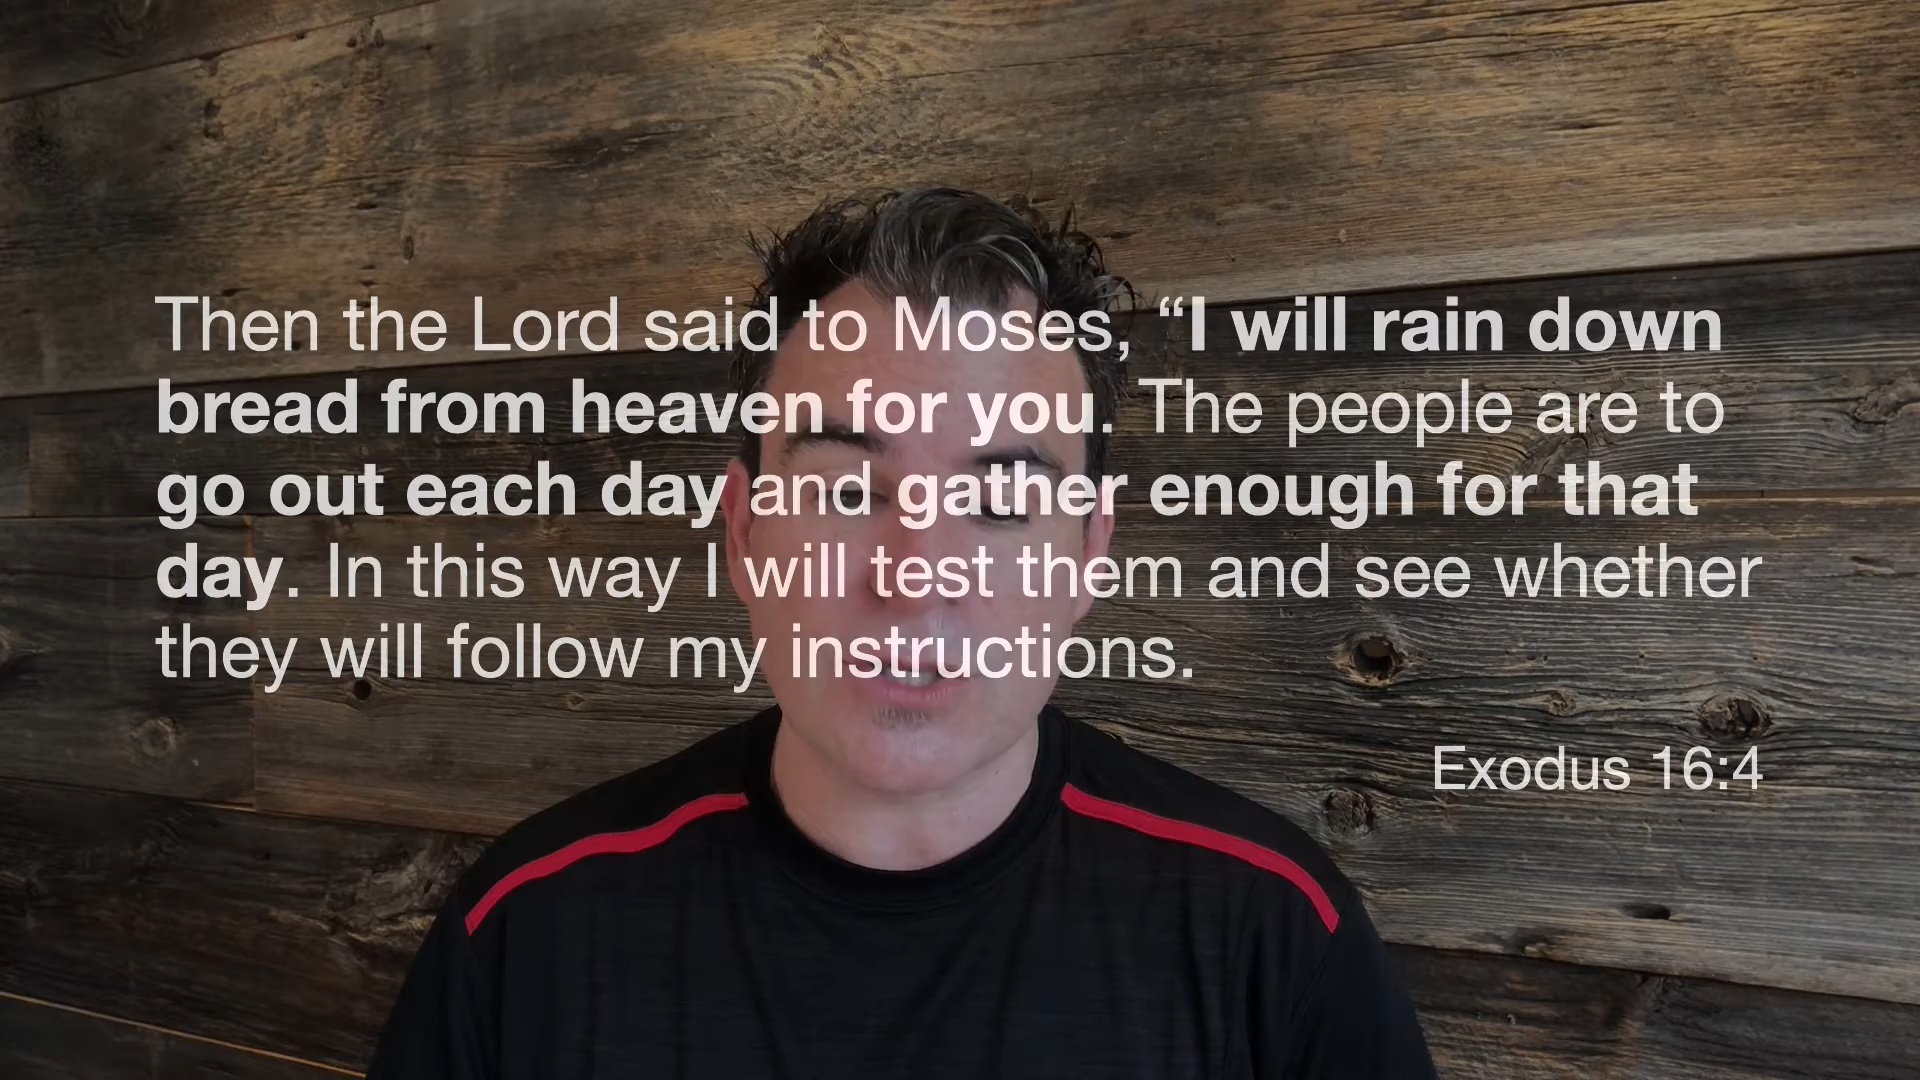 Then the Lord said to Moses, “I will rain down
bread from heaven for you. The people are to
go out each day and gather enough for that
day. In this way I will test them and see whether
they will follow my instructions.
Exodus 16:4